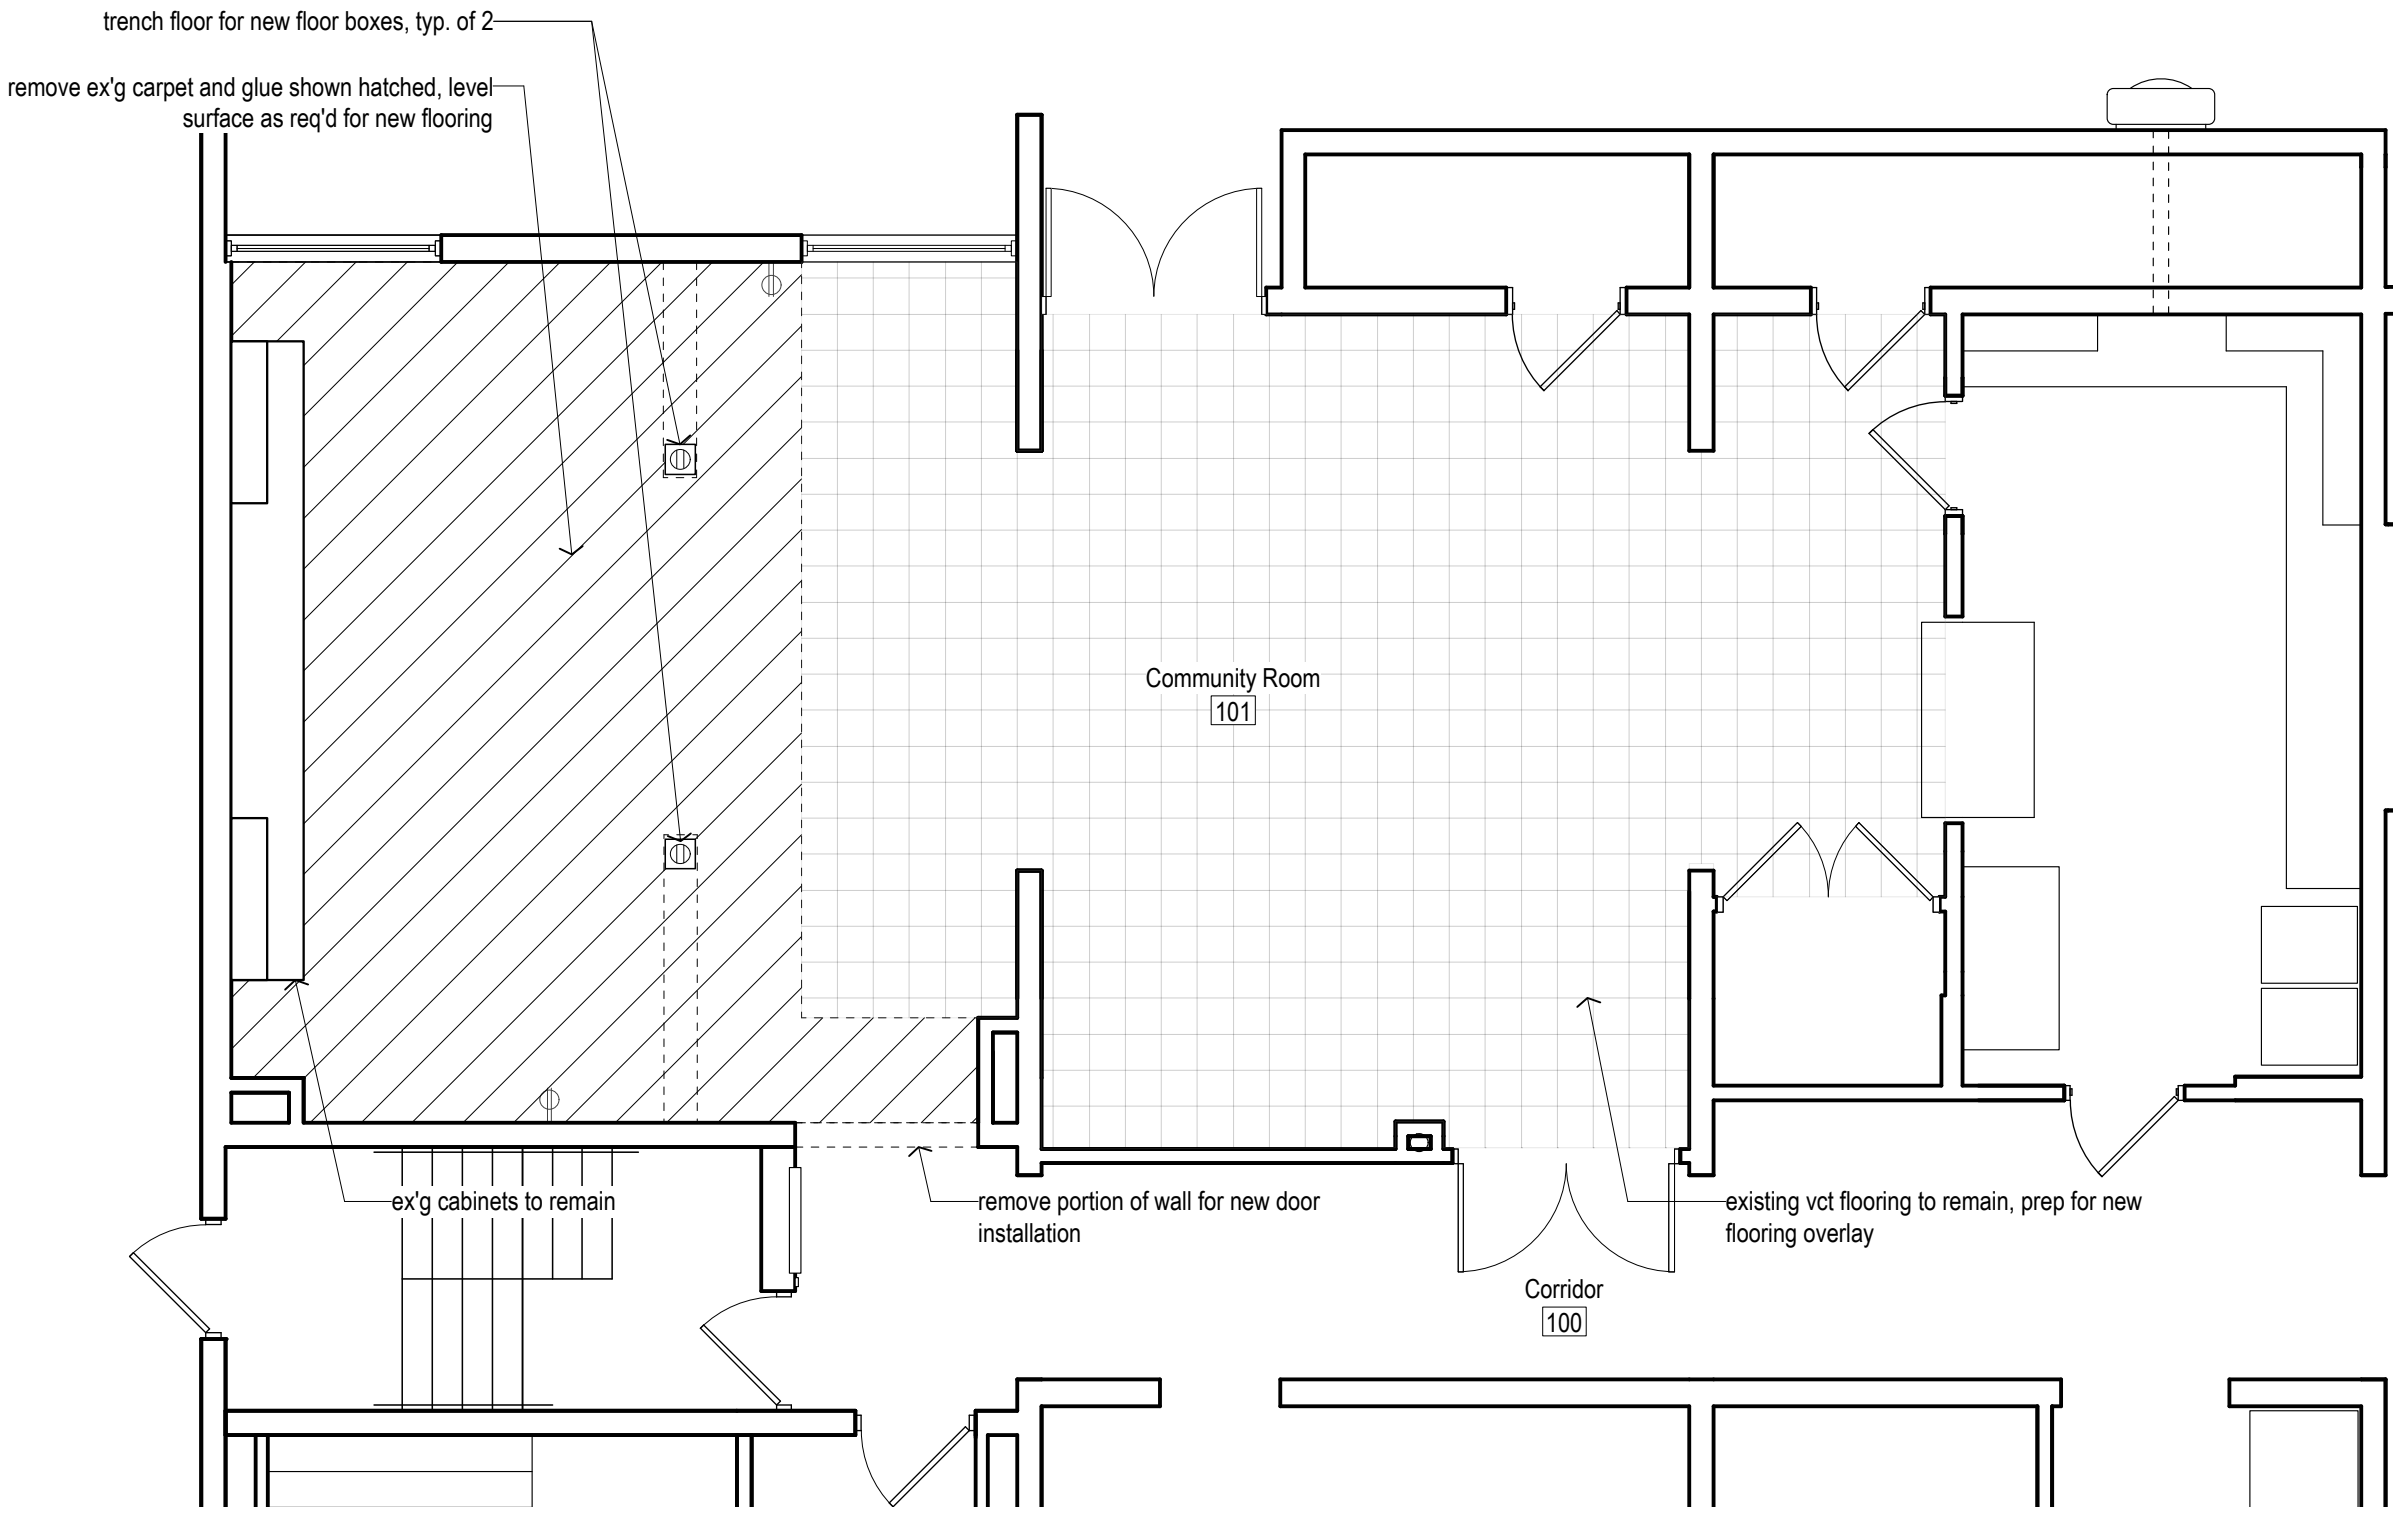 trench floor for new floor boxes, typ. of 2
remove ex'g carpet and glue shown hatched, level
surface as req'd for new flooring
Community Room
101
ex'g cabinets to remain
remove portion of wall for new door
installation
existing vct flooring to remain, prep for new
flooring overlay
Corridor
100